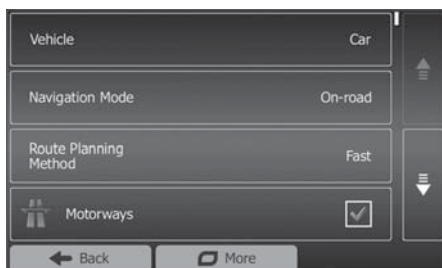 Vehicle Car
Navigation Mode On-road
Route Planning
Method Fast
Motorways
Back More